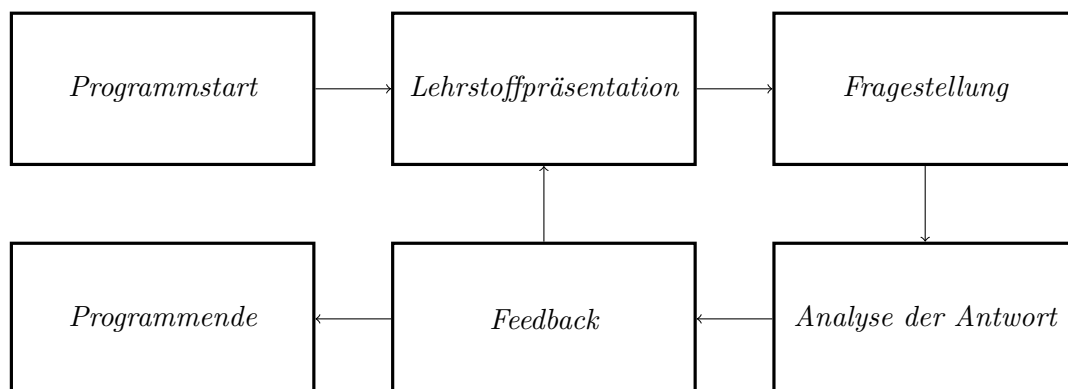 Programmstart
Lehrstoffpräsentation
Fragestellung
Programmende
Feedback
Analyse der Antwort